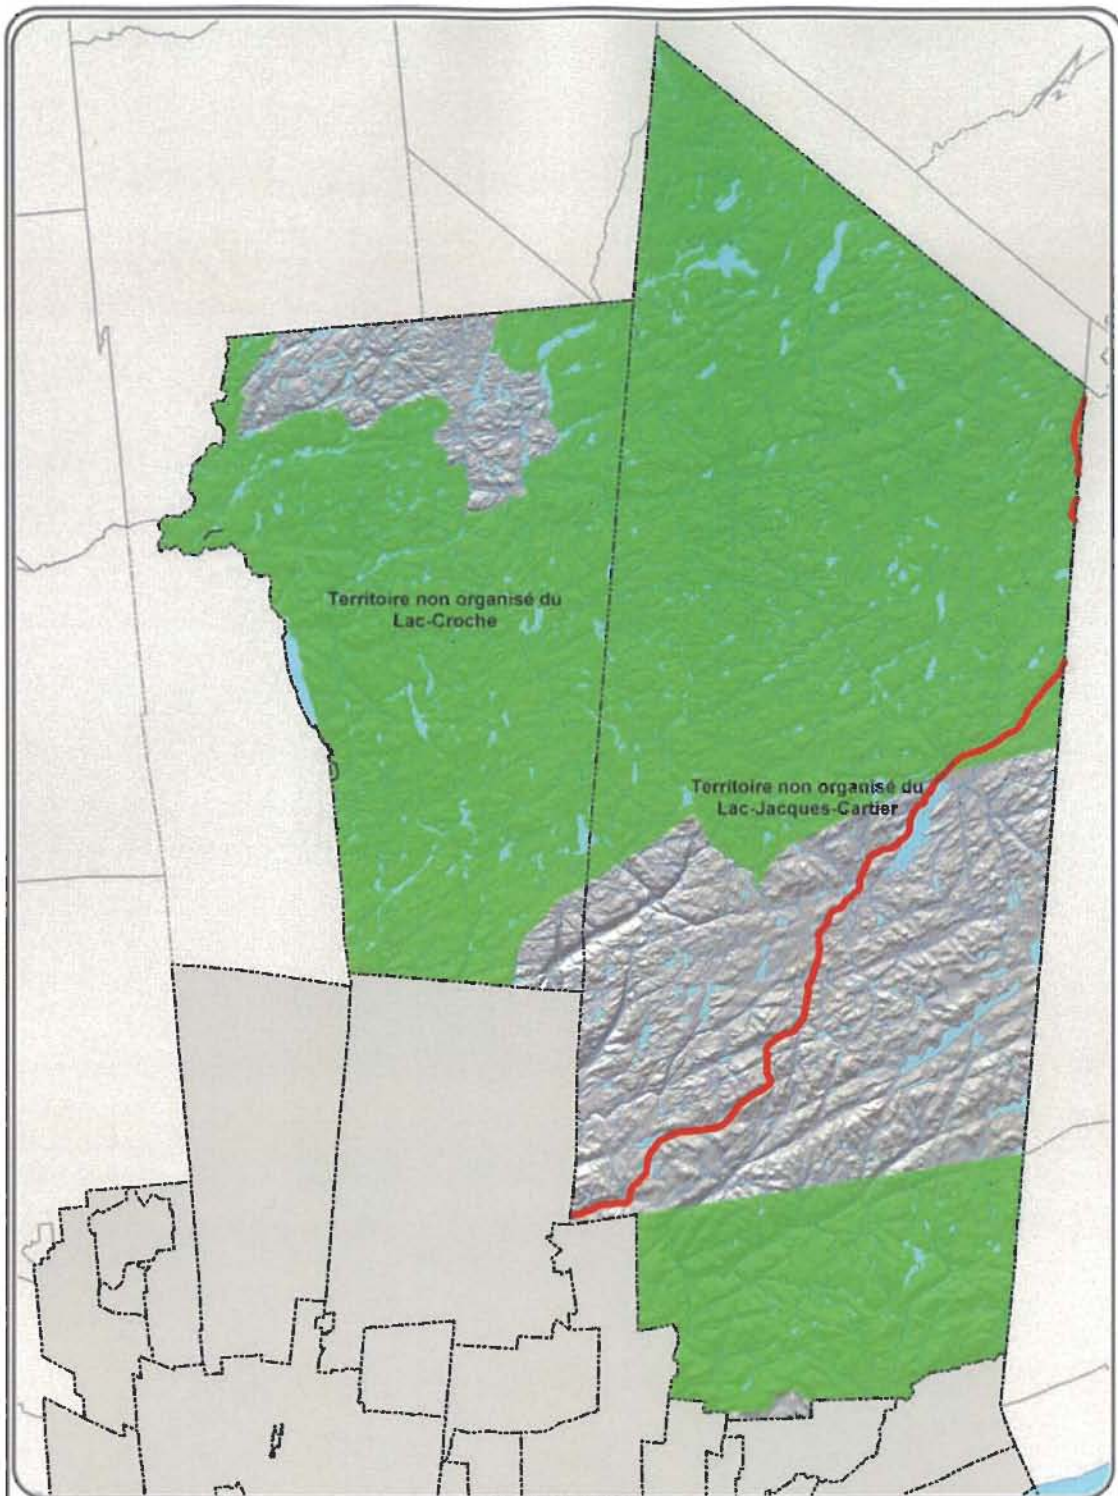 Territoire non organisé du
Lac-Croche
Territoire non organisé du
Lac-Jacques-Cartier